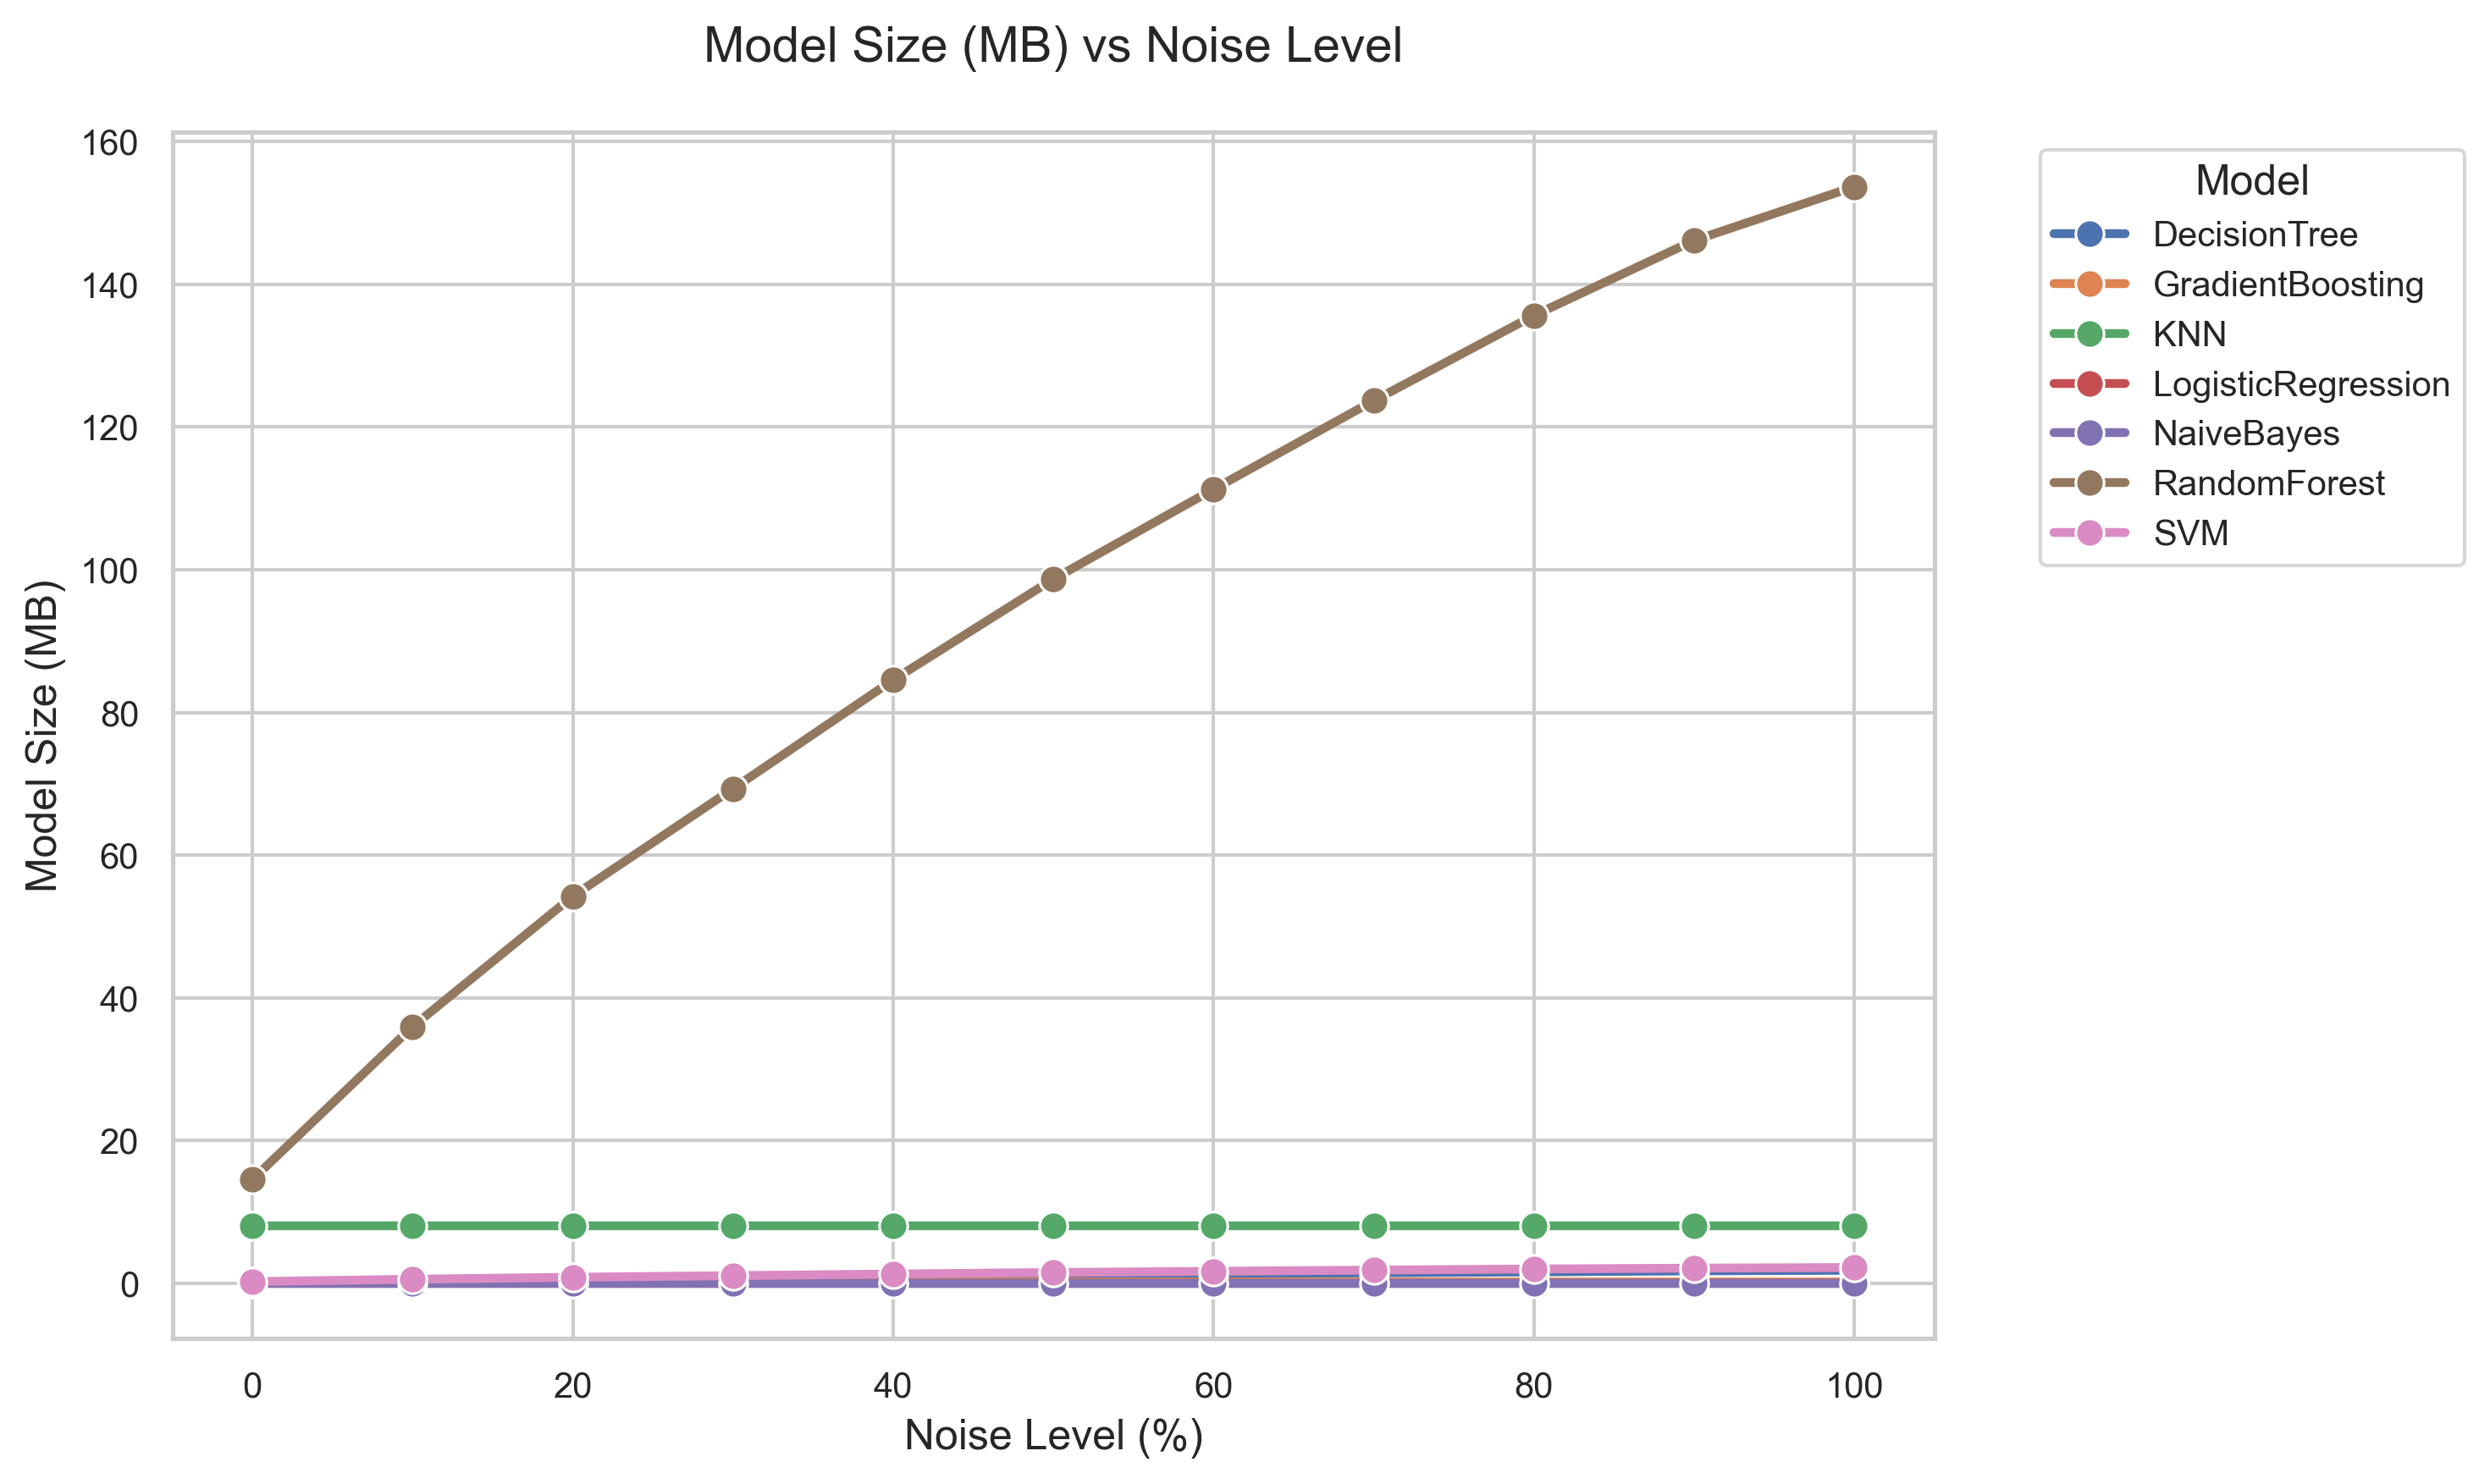 Model Size (MB) vs Noise Level
160
140
120
100
80
60
40
20
0
Model Size (MB)
0 20 40 60 80 100
Noise Level (%)
Model
DecisionTree
GradientBoosting
KNN
LogisticRegression
NaiveBayes
RandomForest
SVM